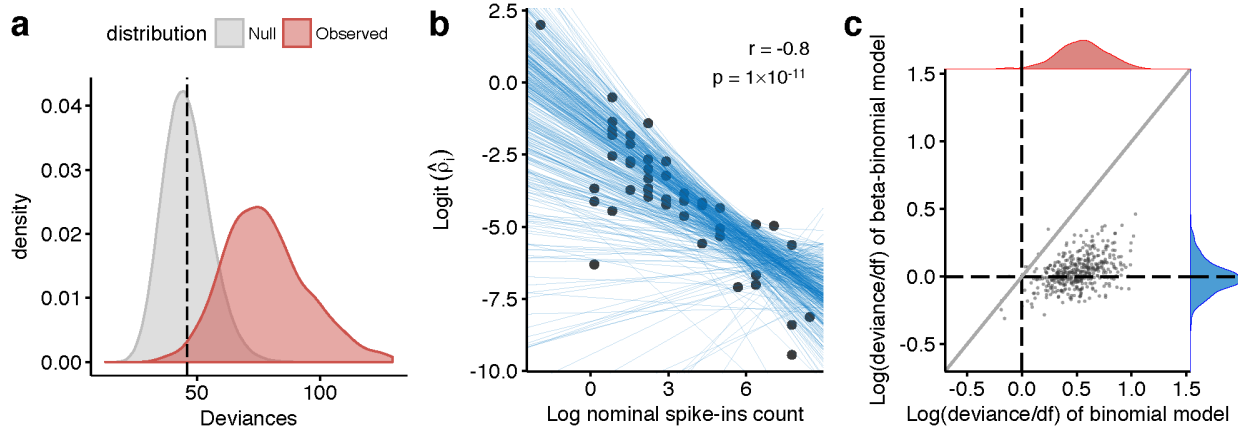 a
distribution Null Observed
density
0.04
0.03
0.02
0.01
0.00
50 100
Deviances
b
r = -0.8
p = 1×10⁻¹¹
Logit (ρ̂ᵢ)
2.5
0.0
-2.5
-5.0
-7.5
-10.0
0 3 6
Log nominal spike-ins count
c
Log(deviance/df) of beta-binomial model
1.5
1.0
0.5
0.0
-0.5
-0.5 0.0 0.5 1.0 1.5
Log(deviance/df) of binomial model